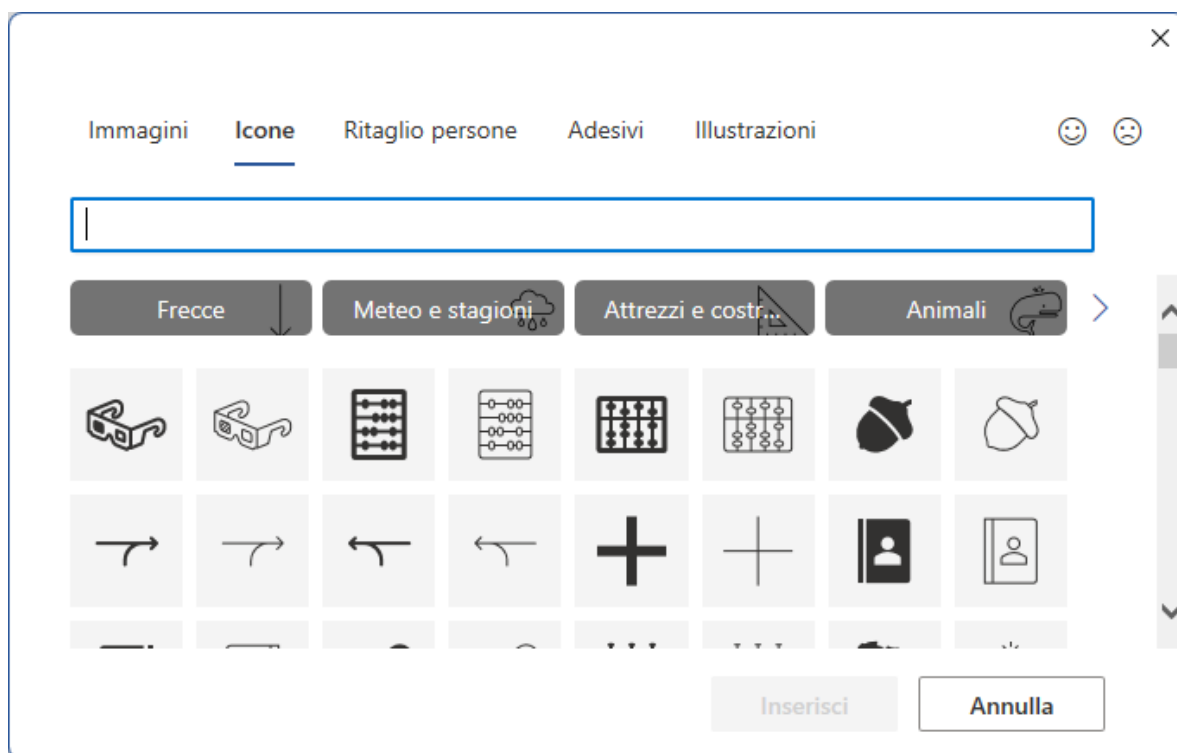 Immagini Icone Ritaglio persone Adesivi Illustrazioni
Frecce Meteo e stagioni Attrezzi e costr... Animali
Inserisci Annulla